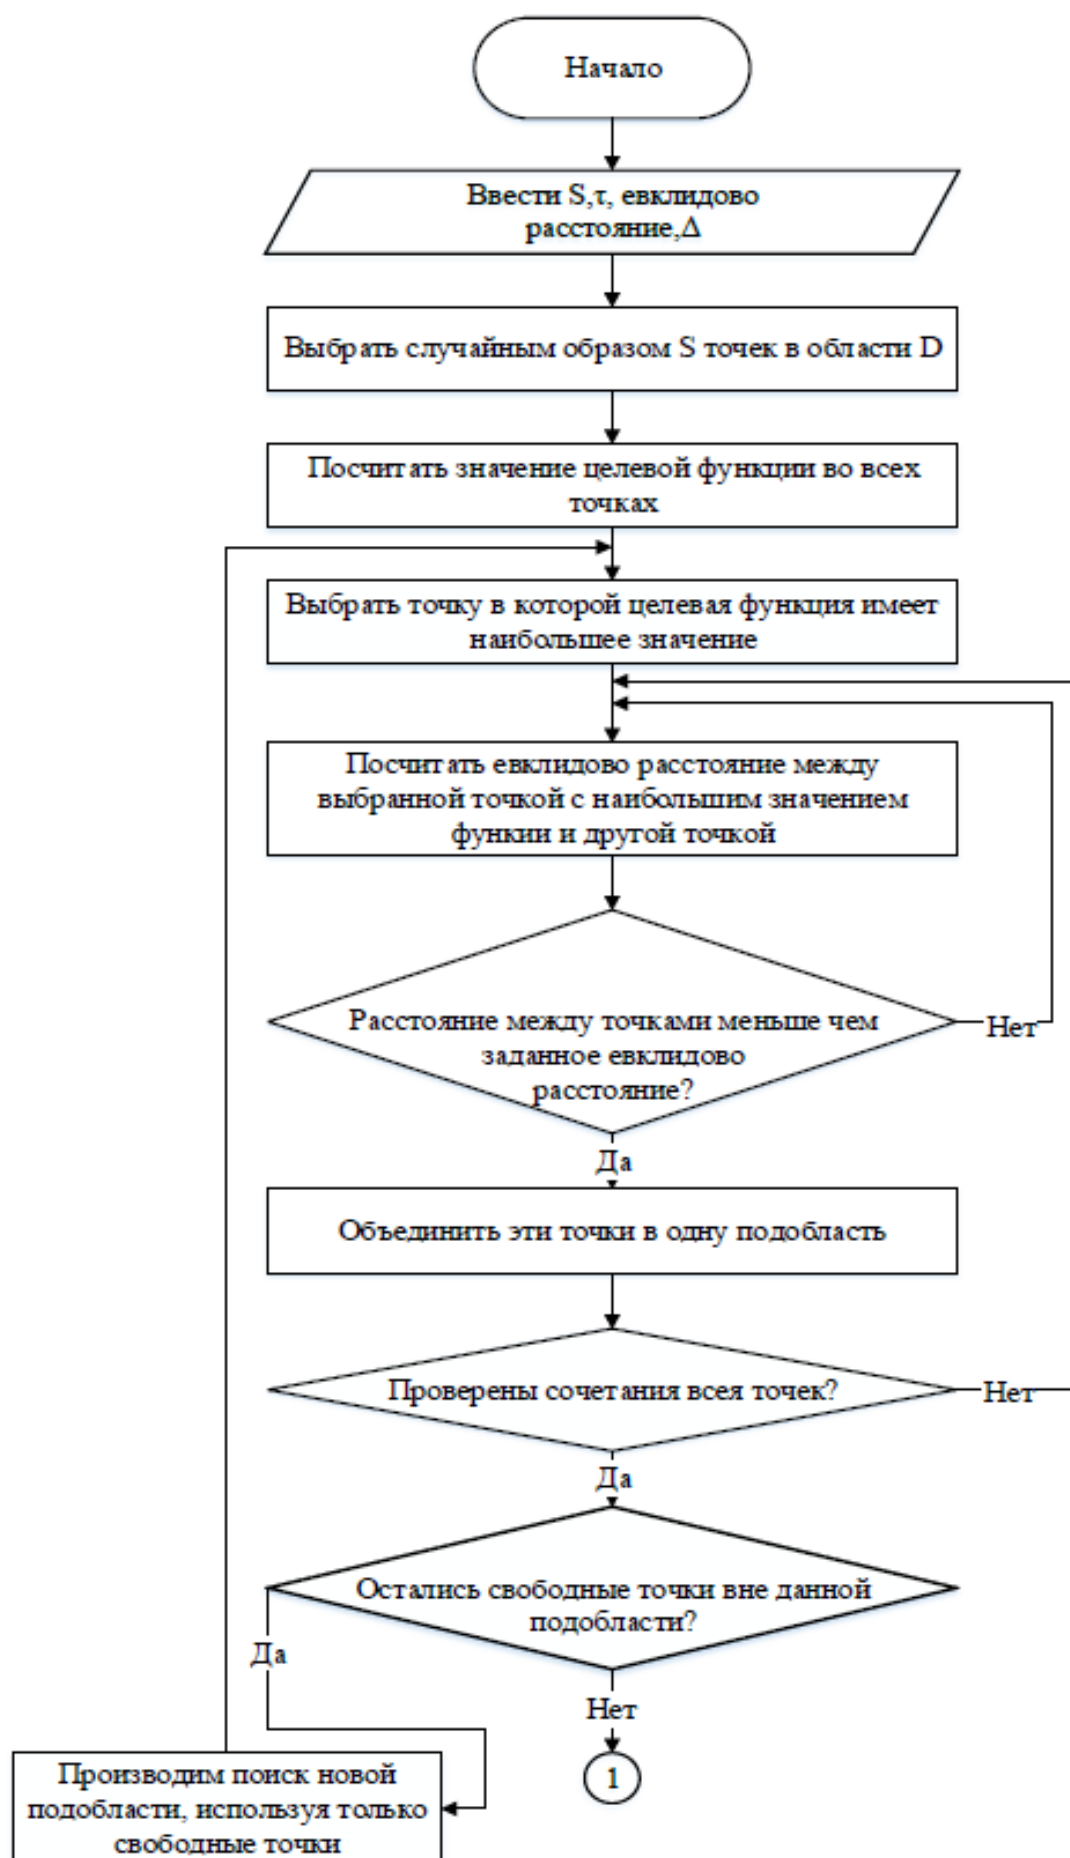 Начало
Ввести S,τ, евклидово
расстояние,Δ
Выбрать случайным образом S точек в области D
Посчитать значение целевой функции во всех
точках
Выбрать точку в которой целевая функция имеет
наибольшее значение
Посчитать евклидово расстояние между
выбранной точкой с наибольшим значением
функии и другой точкой
Расстояние между точками меньше чем
заданное евклидово
расстояние?
Нет
Да
Объединить эти точки в одну подобласть
Проверены сочетания всея точек?
Нет
Да
Остались свободные точки вне данной
подобласти?
Да
Нет
1
Производим поиск новой
подобласти, используя только
свободные точки